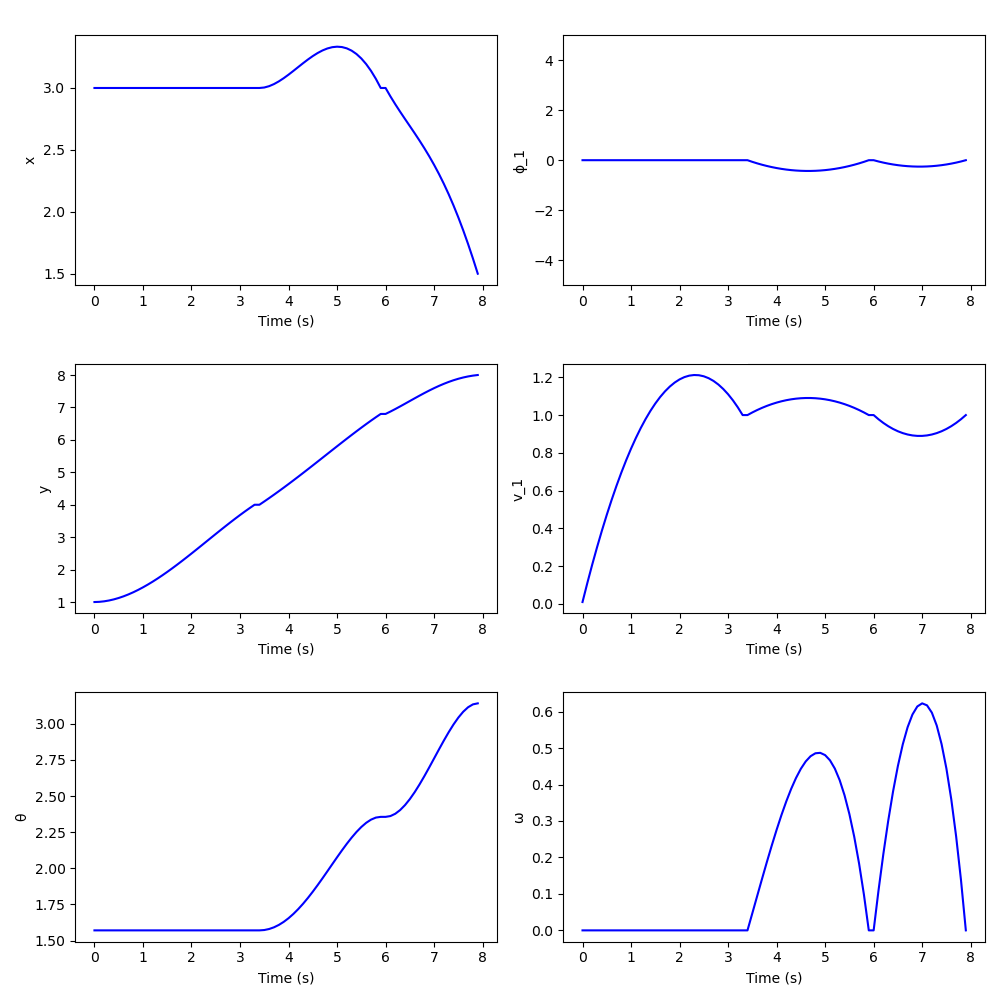 3.0
2.5
2.0
1.5
x
0 1 2 3 4 5 6 7 8
Time (s)
4
2
0
−2
−4
ϕ_1
0 1 2 3 4 5 6 7 8
Time (s)
8
7
6
5
4
3
2
1
y
0 1 2 3 4 5 6 7 8
Time (s)
1.2
1.0
0.8
0.6
0.4
0.2
0.0
v_1
0 1 2 3 4 5 6 7 8
Time (s)
3.00
2.75
2.50
2.25
2.00
1.75
1.50
θ
0 1 2 3 4 5 6 7 8
Time (s)
0.6
0.5
0.4
0.3
0.2
0.1
0.0
ω
0 1 2 3 4 5 6 7 8
Time (s)